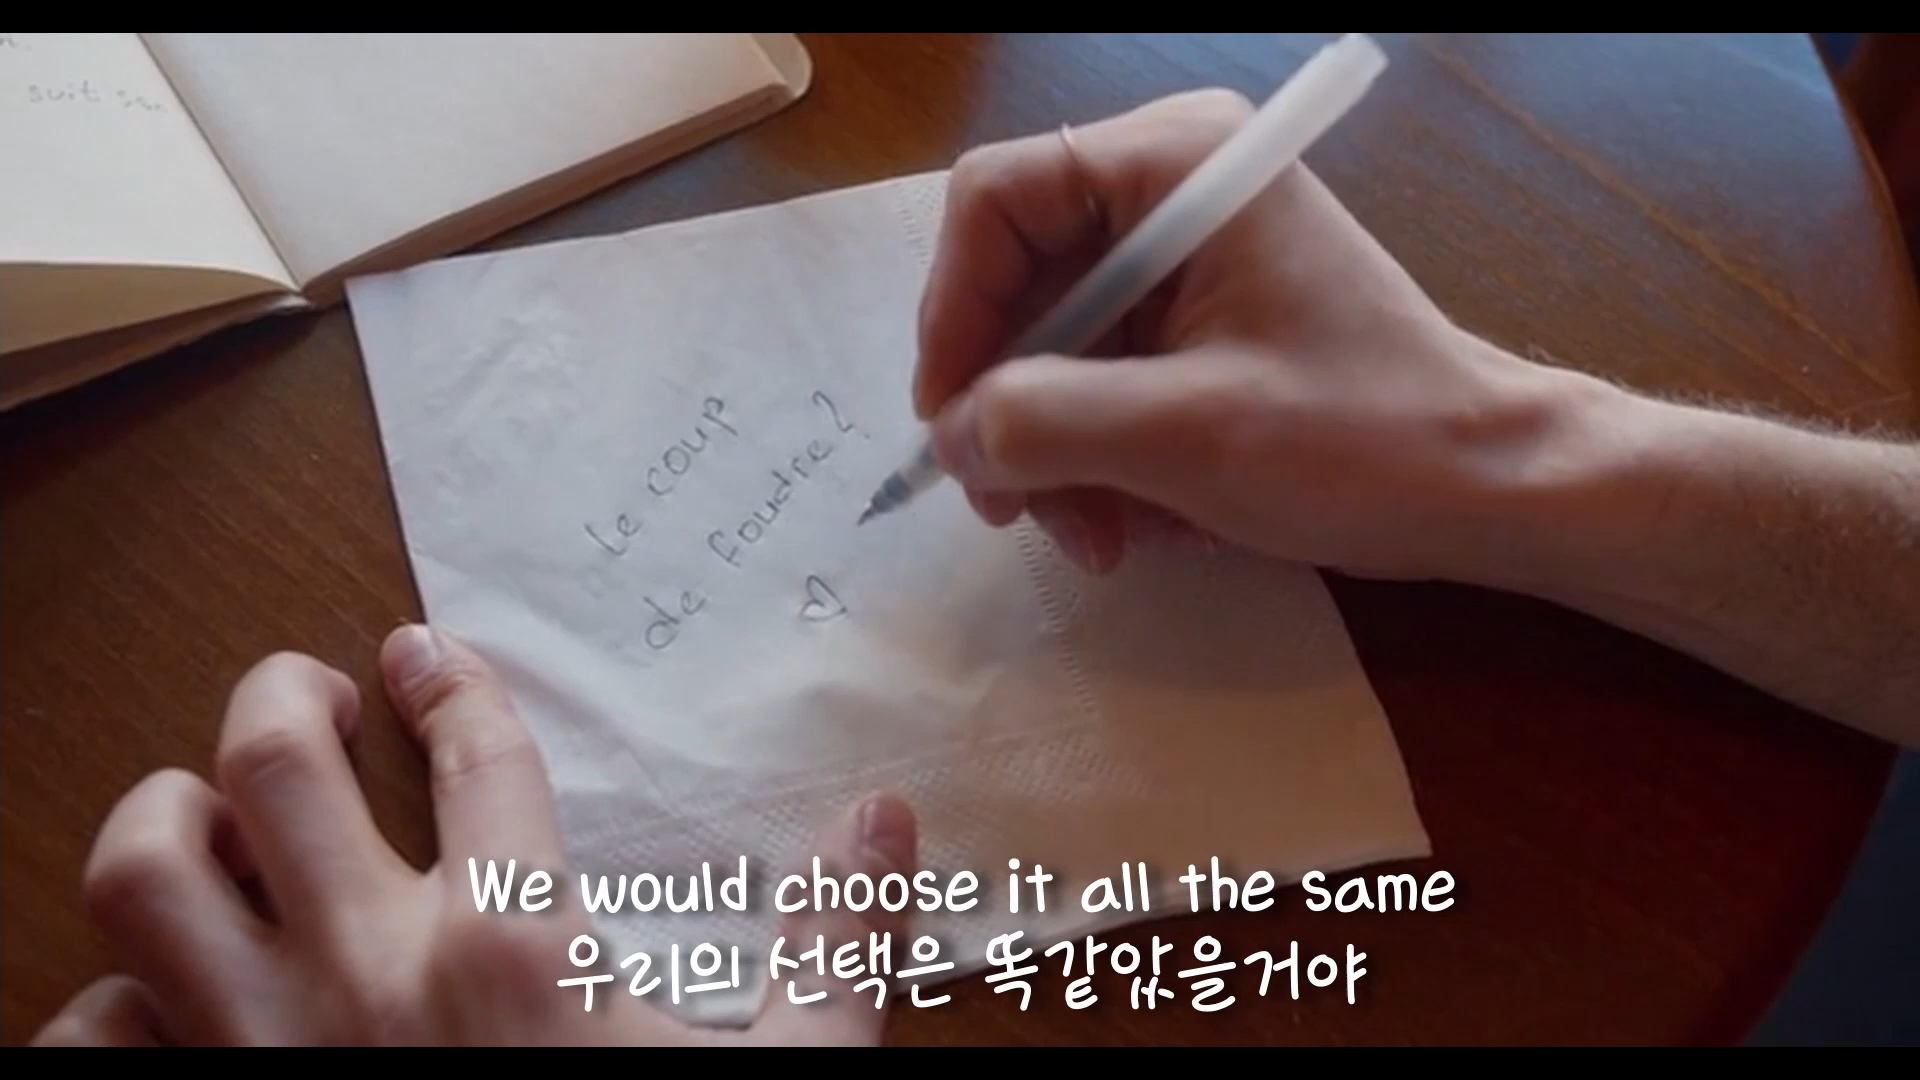 suit
Le coup
de foudre?
We would choose it all the same
우리의 선택은 똑같았을거야